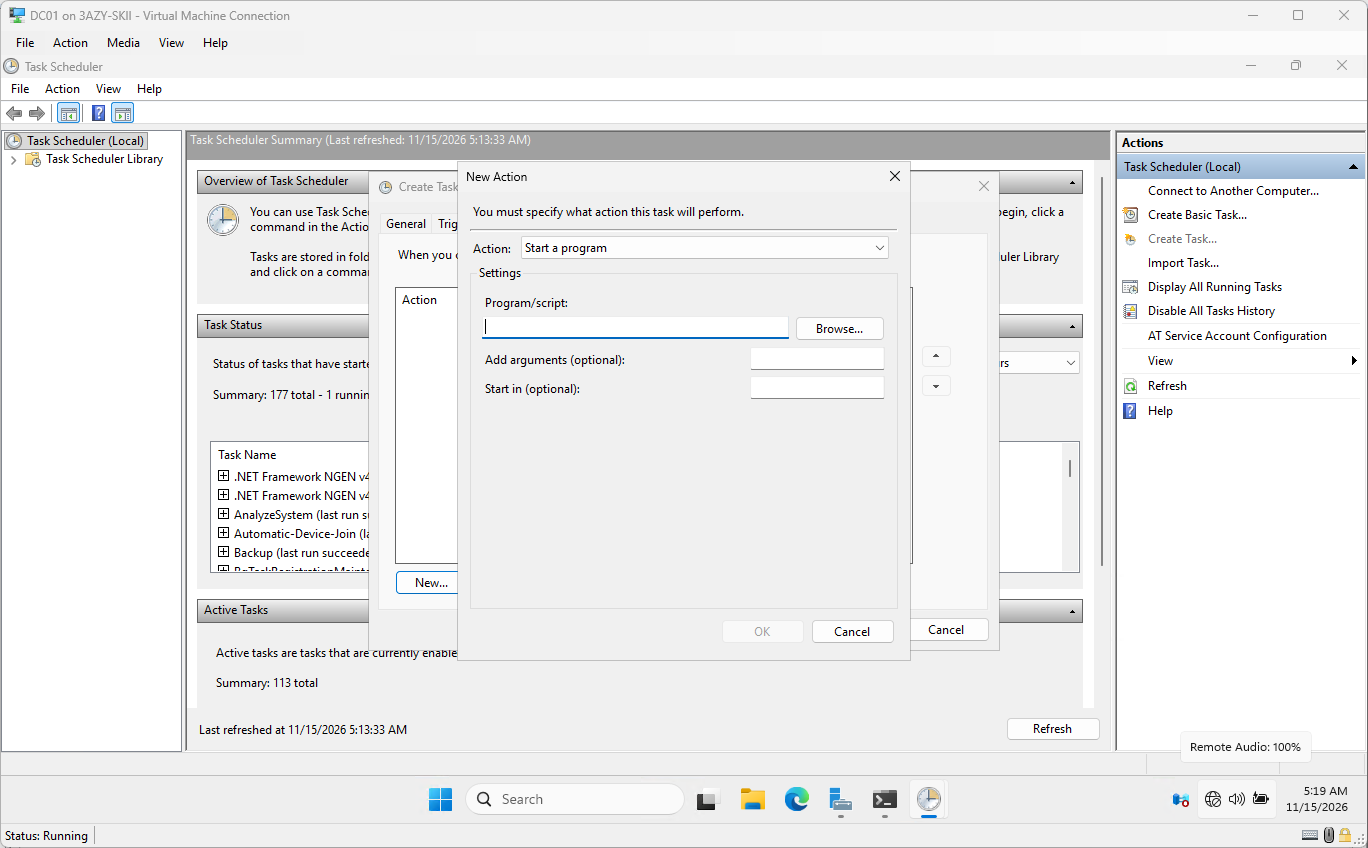 DC01 on 3AZY-SKII - Virtual Machine Connection
File Action Media View Help
Task Scheduler
File Action View Help
Task Scheduler (Local)
Task Scheduler Library
Task Scheduler Summary (Last refreshed: 11/15/2026 5:13:33 AM)
Overview of Task Scheduler
You can use Task Sche
command in the Actio
egin, click a
Tasks are stored in fold
uler Library
and click on a comma
Task Status
Status of tasks that have starte
rs
Summary: 177 total - 1 runnin
Task Name
.NET Framework NGEN v4
.NET Framework NGEN v4
AnalyzeSystem (last run s
Automatic-Device-Join (la
Backup (last run succeede
Active Tasks
Active tasks are tasks that are currently enable
Summary: 113 total
Last refreshed at 11/15/2026 5:13:33 AM
Refresh
Create Task
General Trig
When you c
Action
New...
Cancel
New Action
You must specify what action this task will perform.
Action: Start a program
Settings
Program/script:
Browse...
Add arguments (optional):
Start in (optional):
OK Cancel
Actions
Task Scheduler (Local)
Connect to Another Computer...
Create Basic Task...
Create Task...
Import Task...
Display All Running Tasks
Disable All Tasks History
AT Service Account Configuration
View
Refresh
Help
Remote Audio: 100%
Search
5:19 AM
11/15/2026
Status: Running